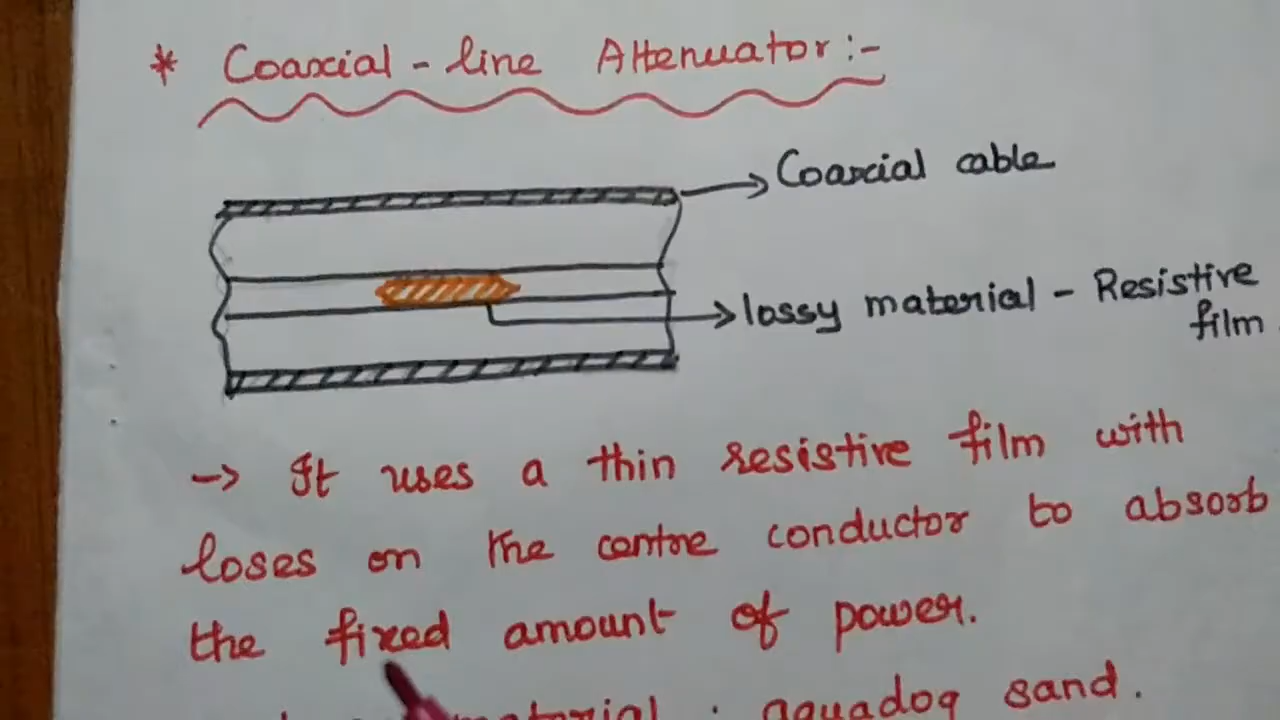 * Coaxial - line Attenuator :-
Coaxial cable
lossy material - Resistive
film
-> It uses a thin resistive film with
loses on the centre conductor to absorb
the fixed amount of power.
material : aquadog sand.